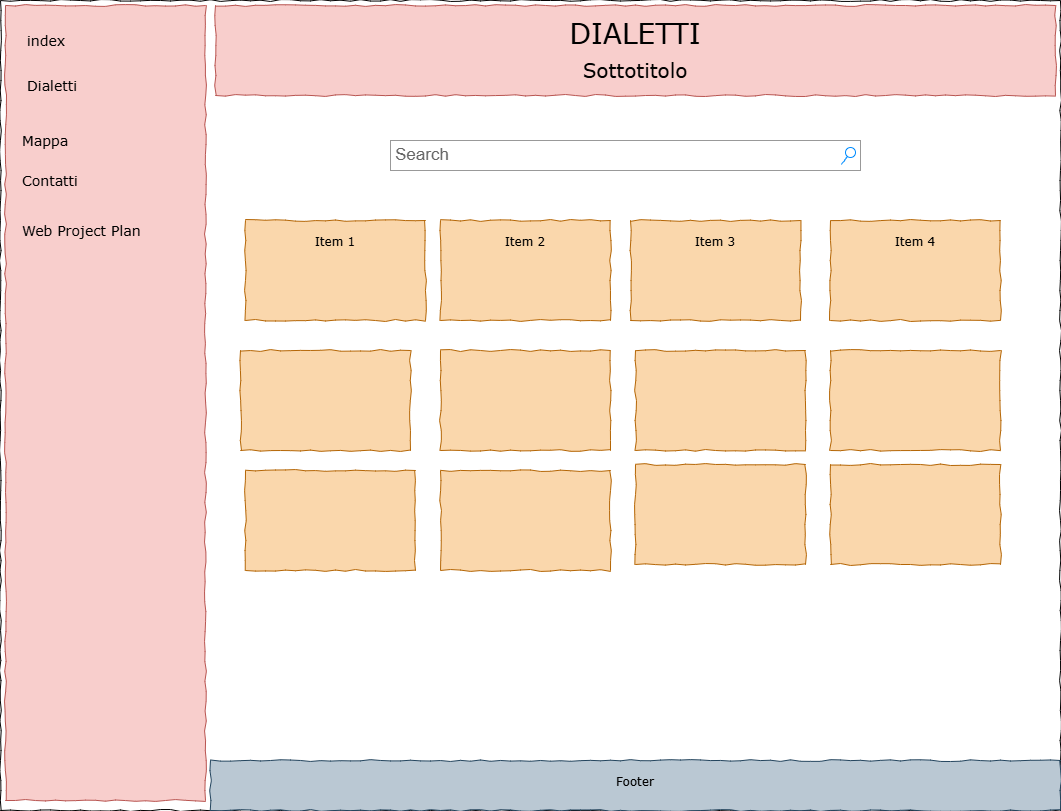 index
Dialetti
Mappa
Contatti
Web Project Plan
DIALETTI
Sottotitolo
Search
Item 1
Item 2
Item 3
Item 4
Footer